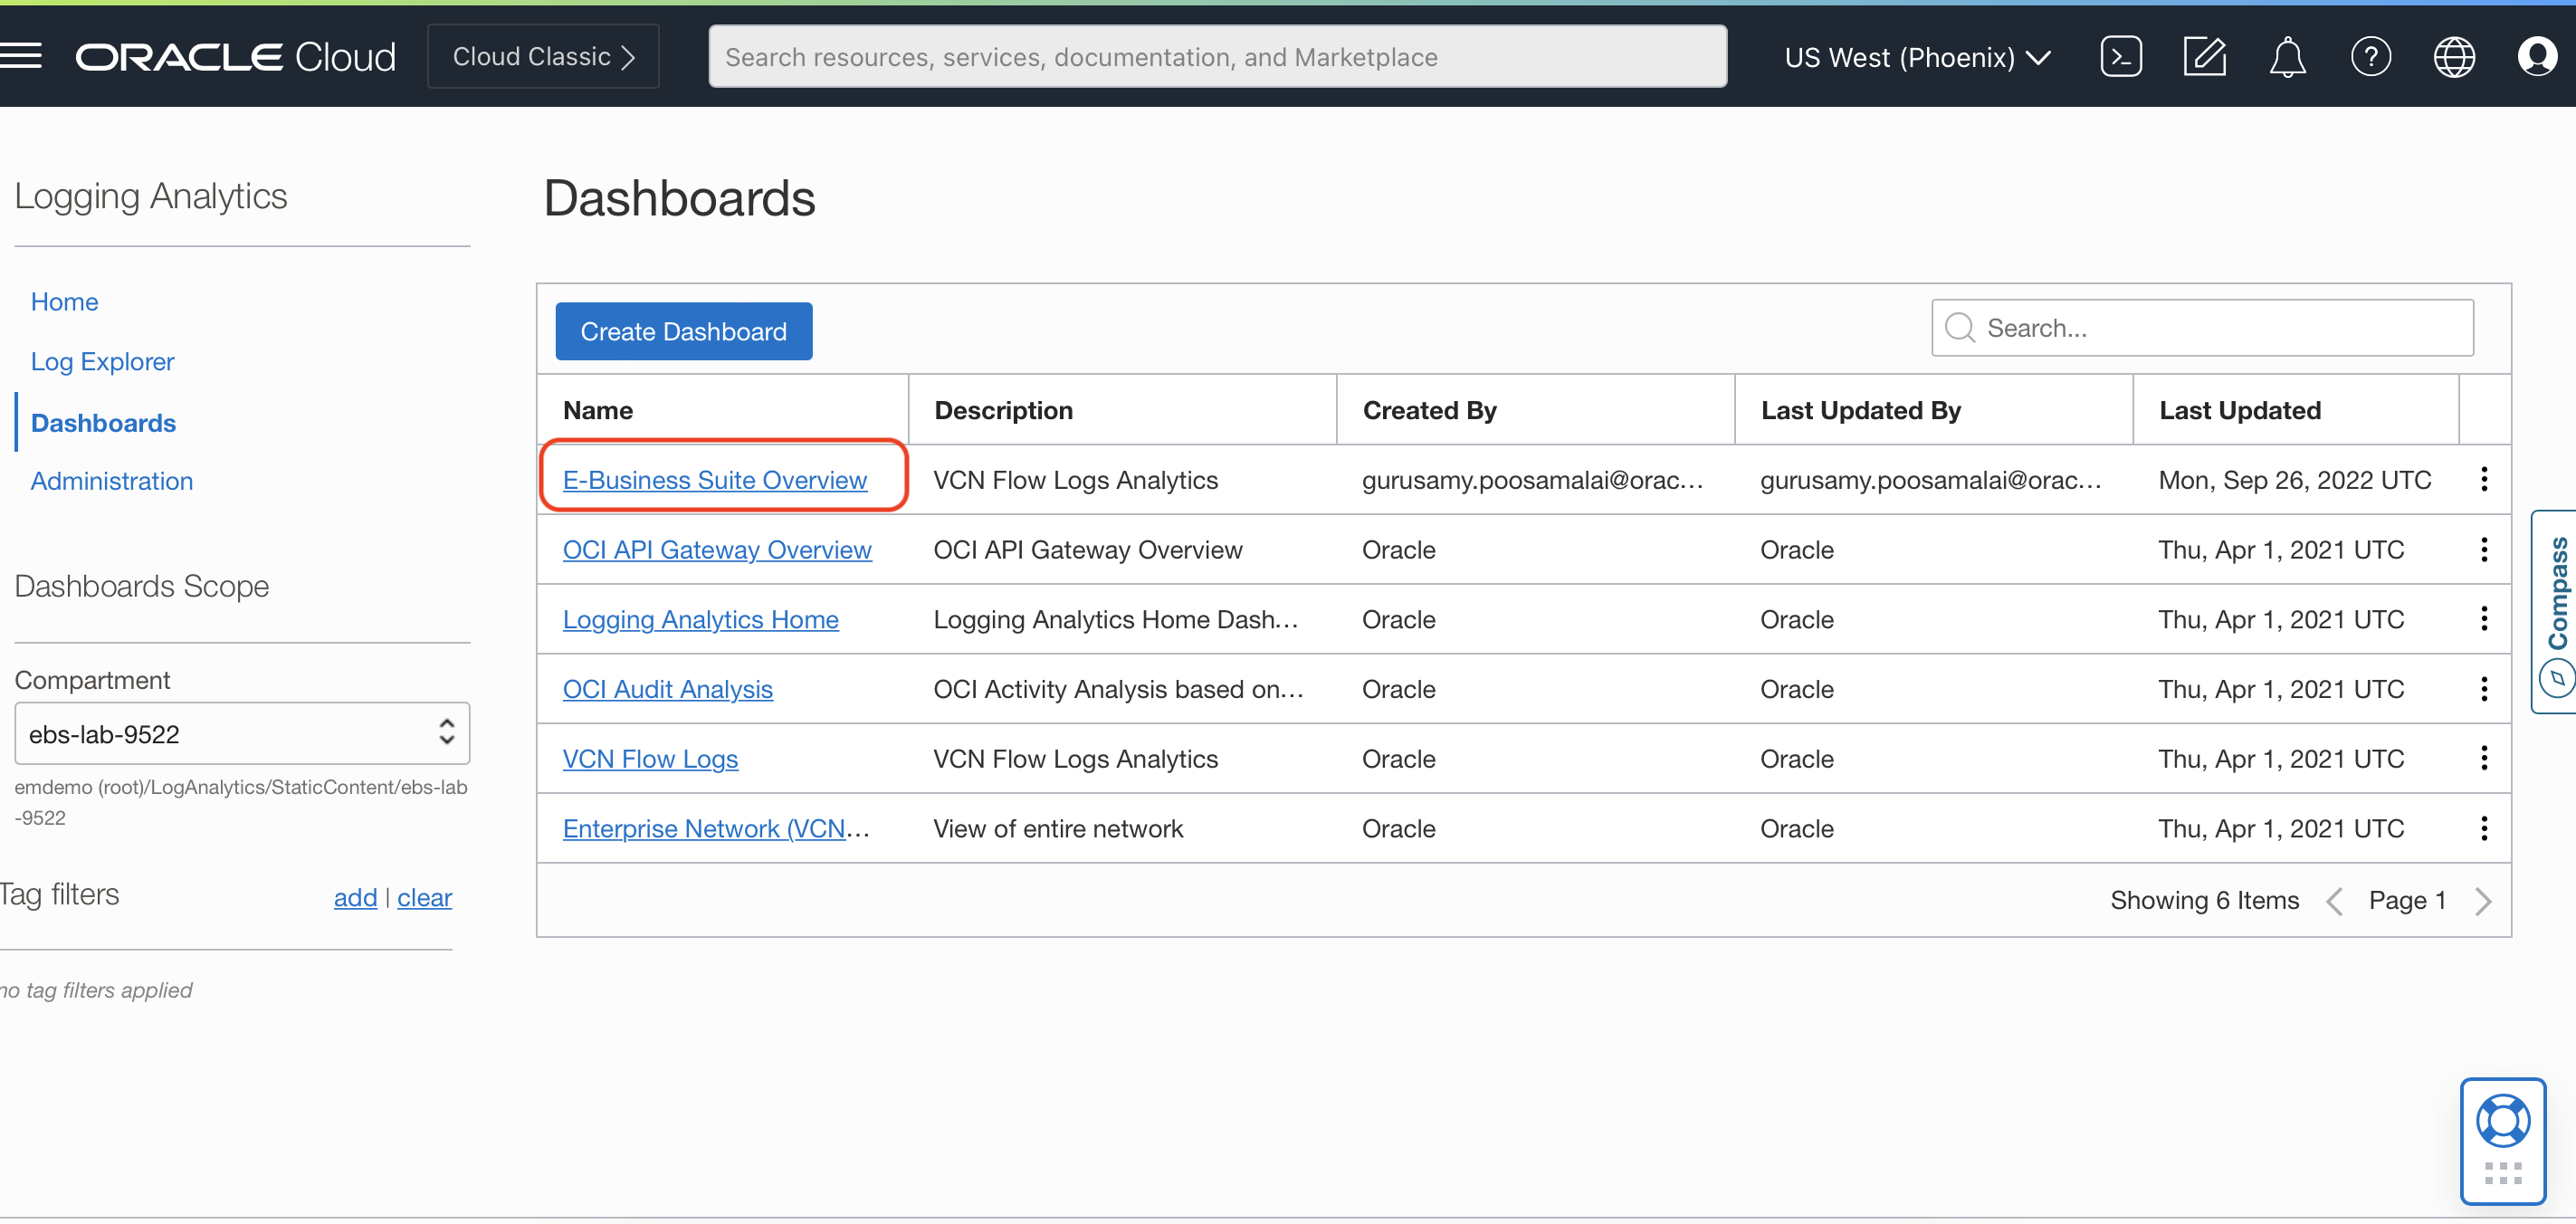 ORACLE Cloud
Cloud Classic
Search resources, services, documentation, and Marketplace
US West (Phoenix)
Logging Analytics
Home
Log Explorer
Dashboards
Administration
Dashboards Scope
Compartment
ebs-lab-9522
emdemo (root)/LogAnalytics/StaticContent/ebs-lab
-9522
Tag filters add | clear
no tag filters applied
Dashboards
Create Dashboard Search...
Name Description Created By Last Updated By Last Updated
E-Business Suite Overview VCN Flow Logs Analytics gurusamy.poosamalai@orac... gurusamy.poosamalai@orac... Mon, Sep 26, 2022 UTC
OCI API Gateway Overview OCI API Gateway Overview Oracle Oracle Thu, Apr 1, 2021 UTC
Logging Analytics Home Logging Analytics Home Dash... Oracle Oracle Thu, Apr 1, 2021 UTC
OCI Audit Analysis OCI Activity Analysis based on... Oracle Oracle Thu, Apr 1, 2021 UTC
VCN Flow Logs VCN Flow Logs Analytics Oracle Oracle Thu, Apr 1, 2021 UTC
Enterprise Network (VCN... View of entire network Oracle Oracle Thu, Apr 1, 2021 UTC
Showing 6 Items Page 1
Compass